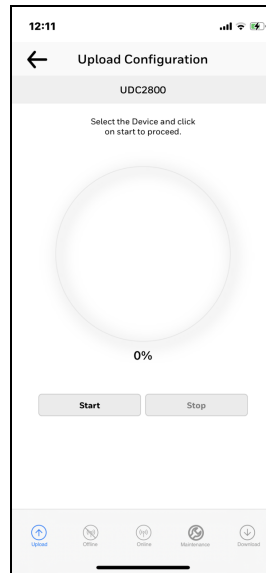 12:11
Upload Configuration
UDC2800
Select the Device and click
on start to proceed.
0%
Start Stop
Upload Offline Online Maintenance Download